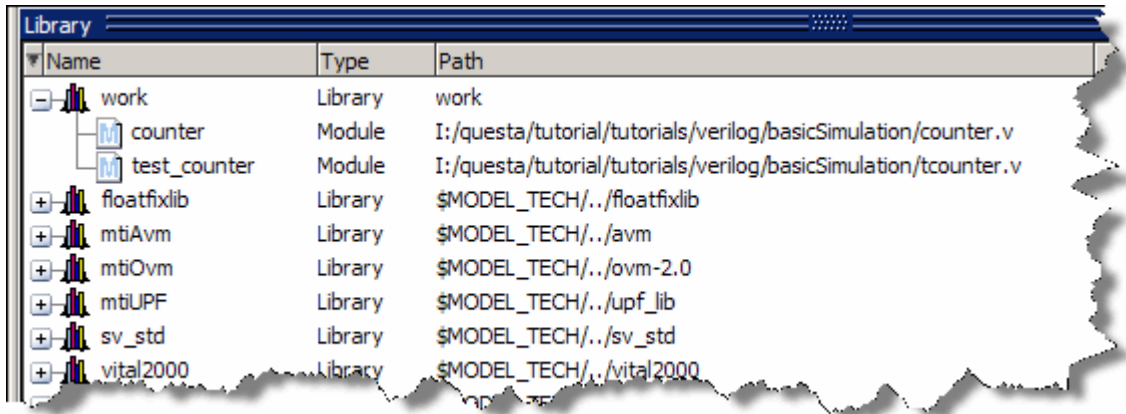 Library
Name Type Path
work Library work
counter Module I:/questa/tutorial/tutorials/verilog/basicSimulation/counter.v
test_counter Module I:/questa/tutorial/tutorials/verilog/basicSimulation/tcounter.v
floatfixlib Library $MODEL_TECH/../floatfixlib
mtiAvm Library $MODEL_TECH/../avm
mtiOvm Library $MODEL_TECH/../ovm-2.0
mtiUPF Library $MODEL_TECH/../upf_lib
sv_std Library $MODEL_TECH/../sv_std
vital2000 Library $MODEL_TECH/../vital2000